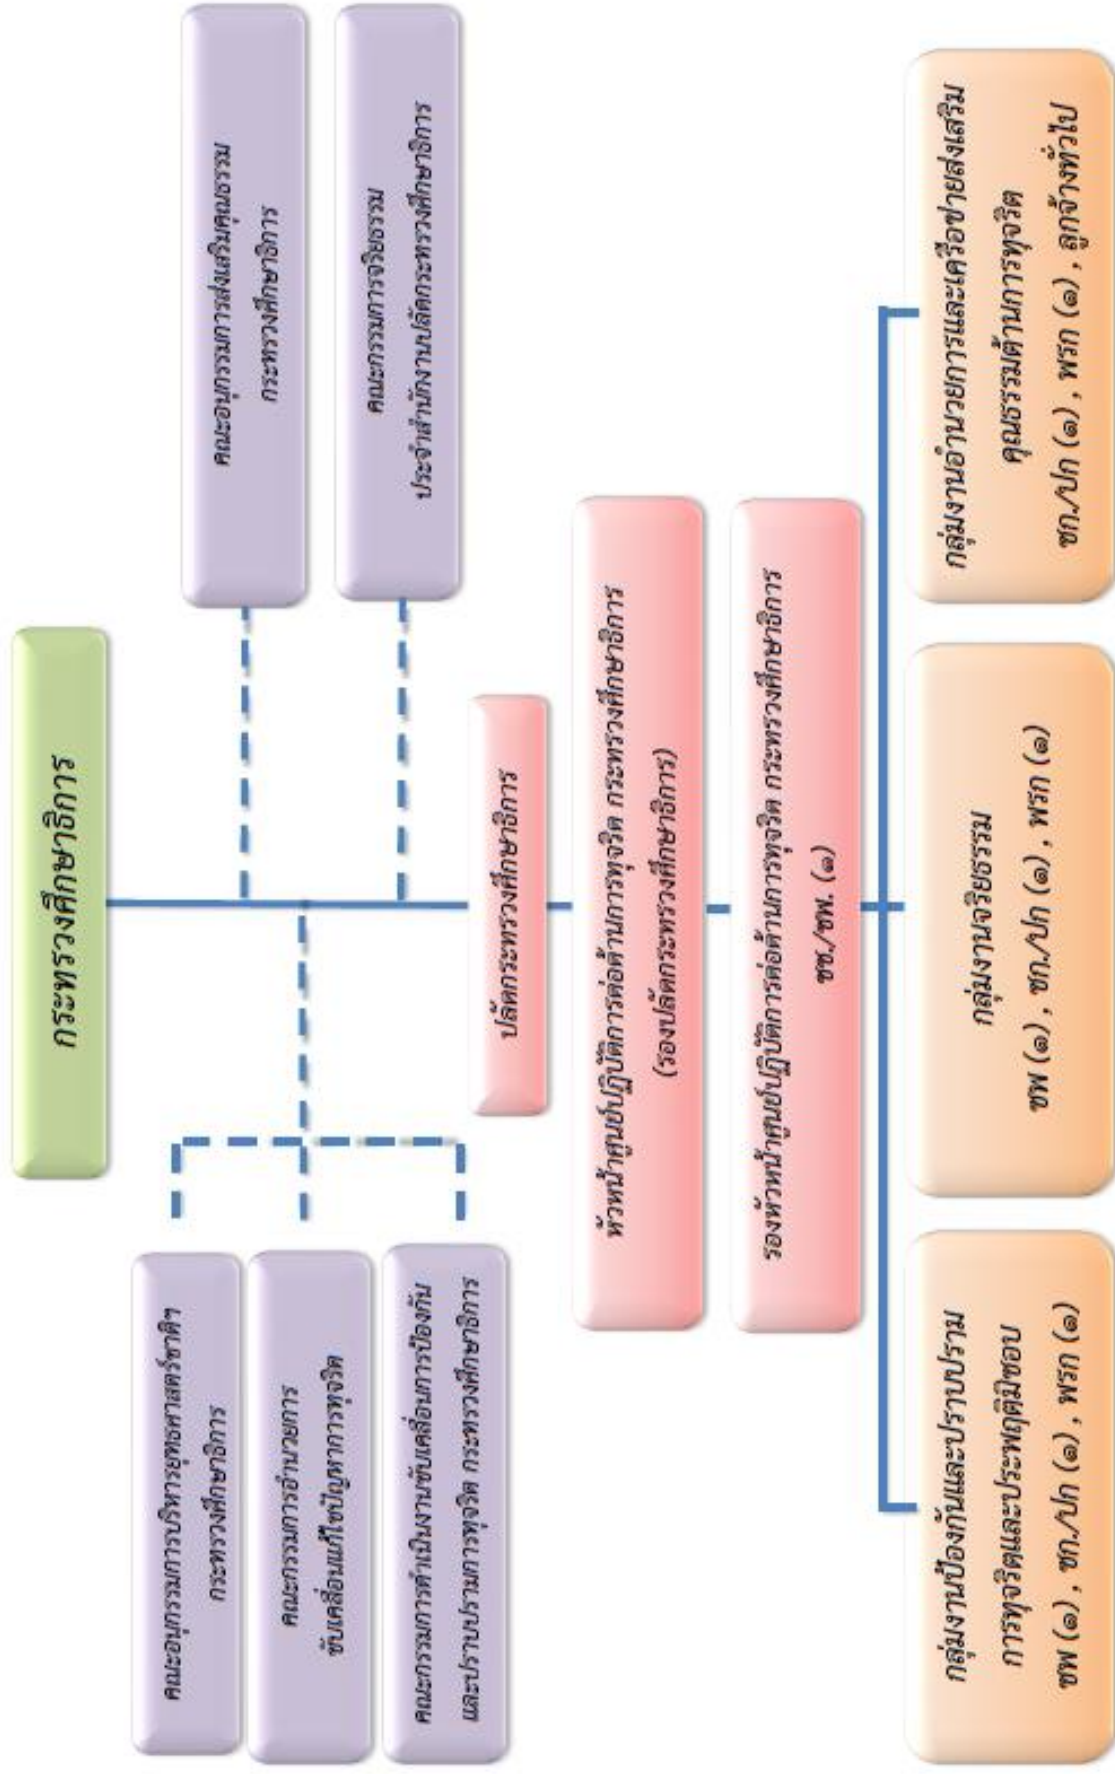 กระทรวงศึกษาธิการ
คณะอนุกรรมการบริหารยุทธศาสตร์ชาติฯ
กระทรวงศึกษาธิการ
คณะกรรมการอำนวยการ
ขับเคลื่อนแก้ไขปัญหาการทุจริต
คณะกรรมการดำเนินงานขับเคลื่อนการป้องกัน
และปราบปรามการทุจริต กระทรวงศึกษาธิการ
คณะอนุกรรมการส่งเสริมคุณธรรม
กระทรวงศึกษาธิการ
คณะกรรมการจริยธรรม
ประจำสำนักงานปลัดกระทรวงศึกษาธิการ
ปลัดกระทรวงศึกษาธิการ
หัวหน้าศูนย์ปฏิบัติการต่อต้านการทุจริต กระทรวงศึกษาธิการ
(รองปลัดกระทรวงศึกษาธิการ)
รองหัวหน้าศูนย์ปฏิบัติการต่อต้านการทุจริต กระทรวงศึกษาธิการ
ชช./ชพ. (๑)
กลุ่มงานป้องกันและปราบปราม
การทุจริตและประพฤติมิชอบ
ชพ (๑), ชก./ปก (๑), พรก (๑)
กลุ่มงานจริยธรรม
ชพ (๑), ชก./ปก (๑), พรก (๑)
กลุ่มงานอำนวยการและเครือข่ายส่งเสริม
คุณธรรมต้านการทุจริต
ชก./ปก (๑), พรก (๑), ลูกจ้างทั่วไป